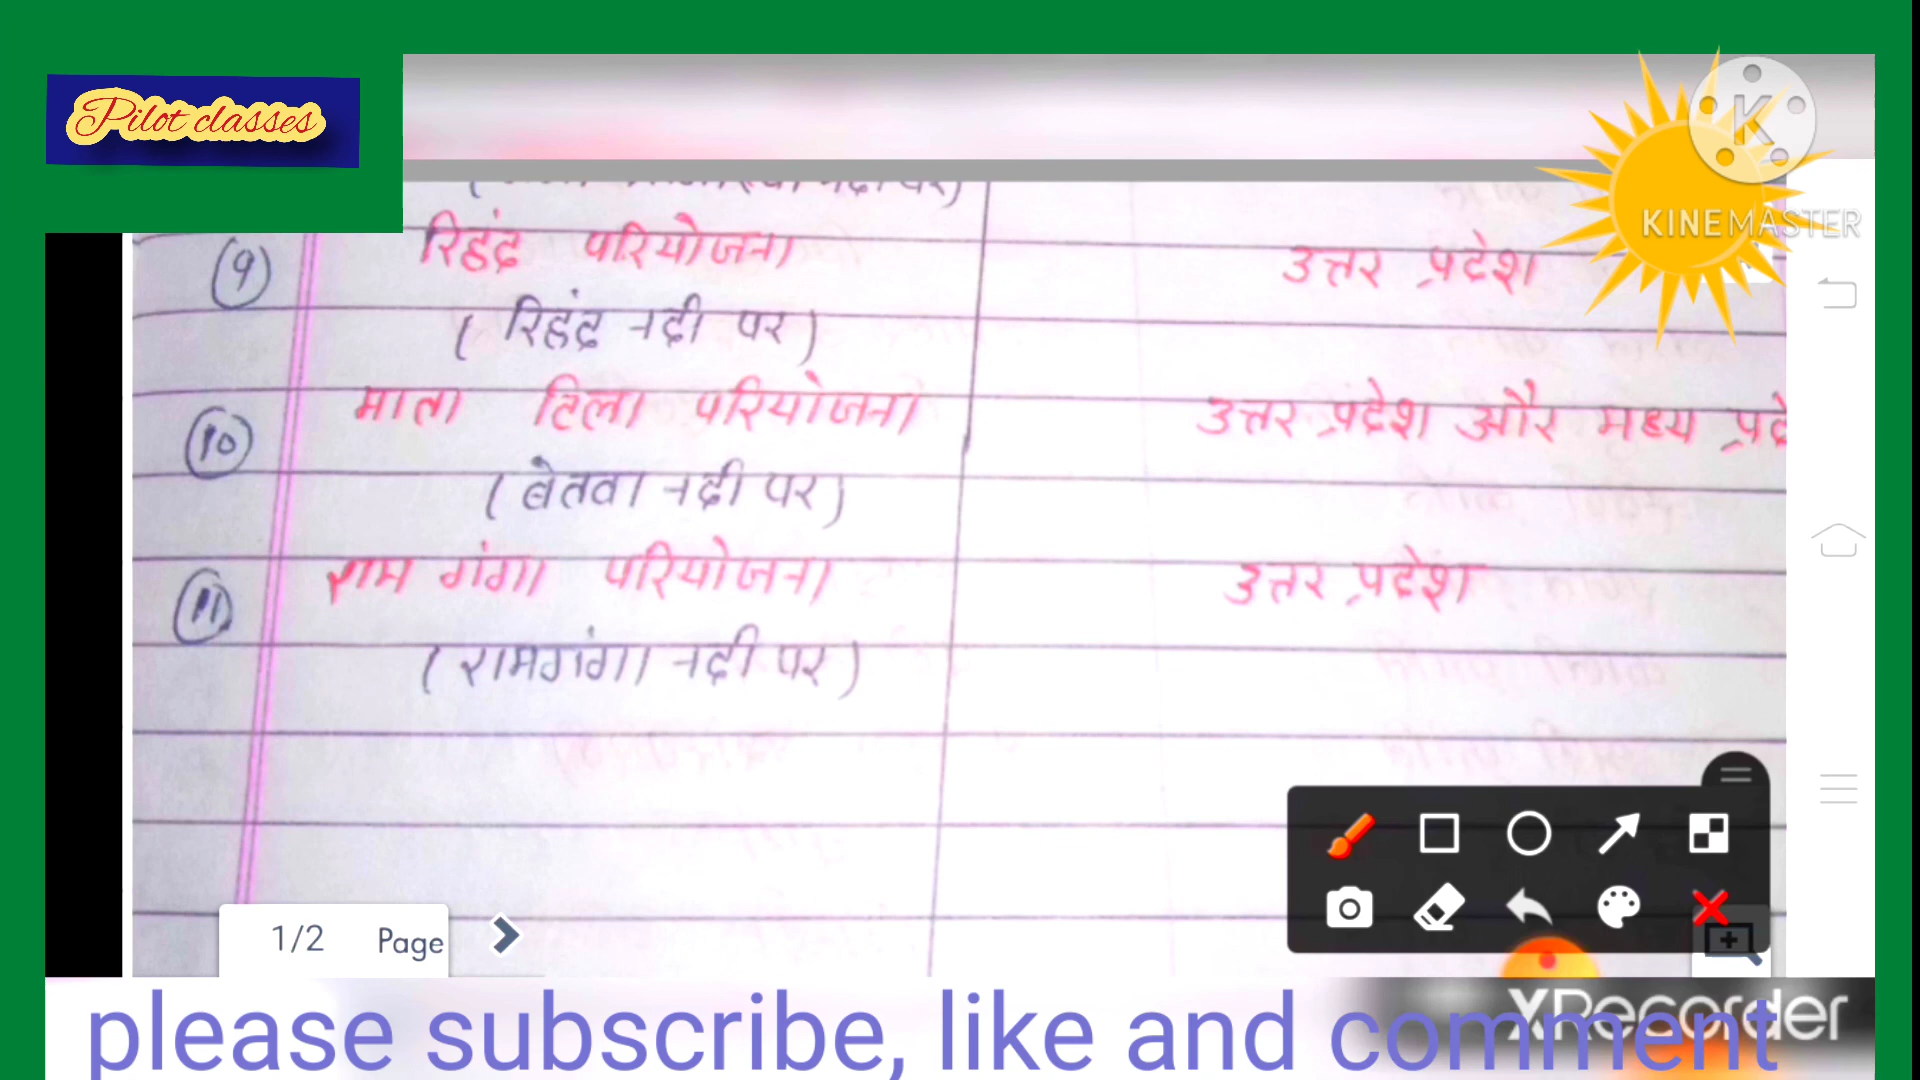 Pilot classes
KINEMASTER
9 रिहंद परियोजना उत्तर प्रदेश
( रिहंद नदी पर )
10 माता टिला परियोजना उत्तर प्रदेश और मध्य
( बेतवा नदी पर )
11 राम गंगा परियोजना उत्तर प्रदेश
( रामगंगा नदी पर )
1/2 Page
XRecorder
please subscribe, like and comment